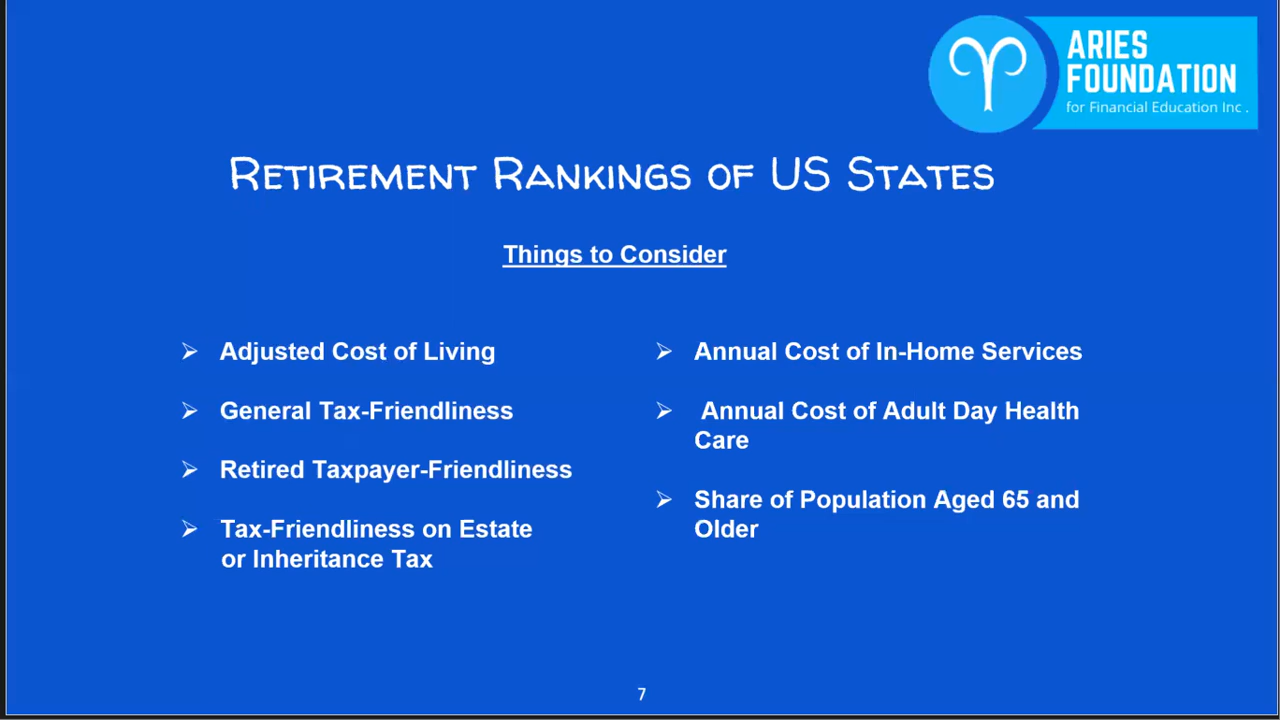 ARIES
FOUNDATION
for Financial Education Inc .
RETIREMENT RANKINGS OF US STATES
Things to Consider
➢ Adjusted Cost of Living
➢ General Tax-Friendliness
➢ Retired Taxpayer-Friendliness
➢ Tax-Friendliness on Estate
or Inheritance Tax
➢ Annual Cost of In-Home Services
➢ Annual Cost of Adult Day Health
Care
➢ Share of Population Aged 65 and
Older
7